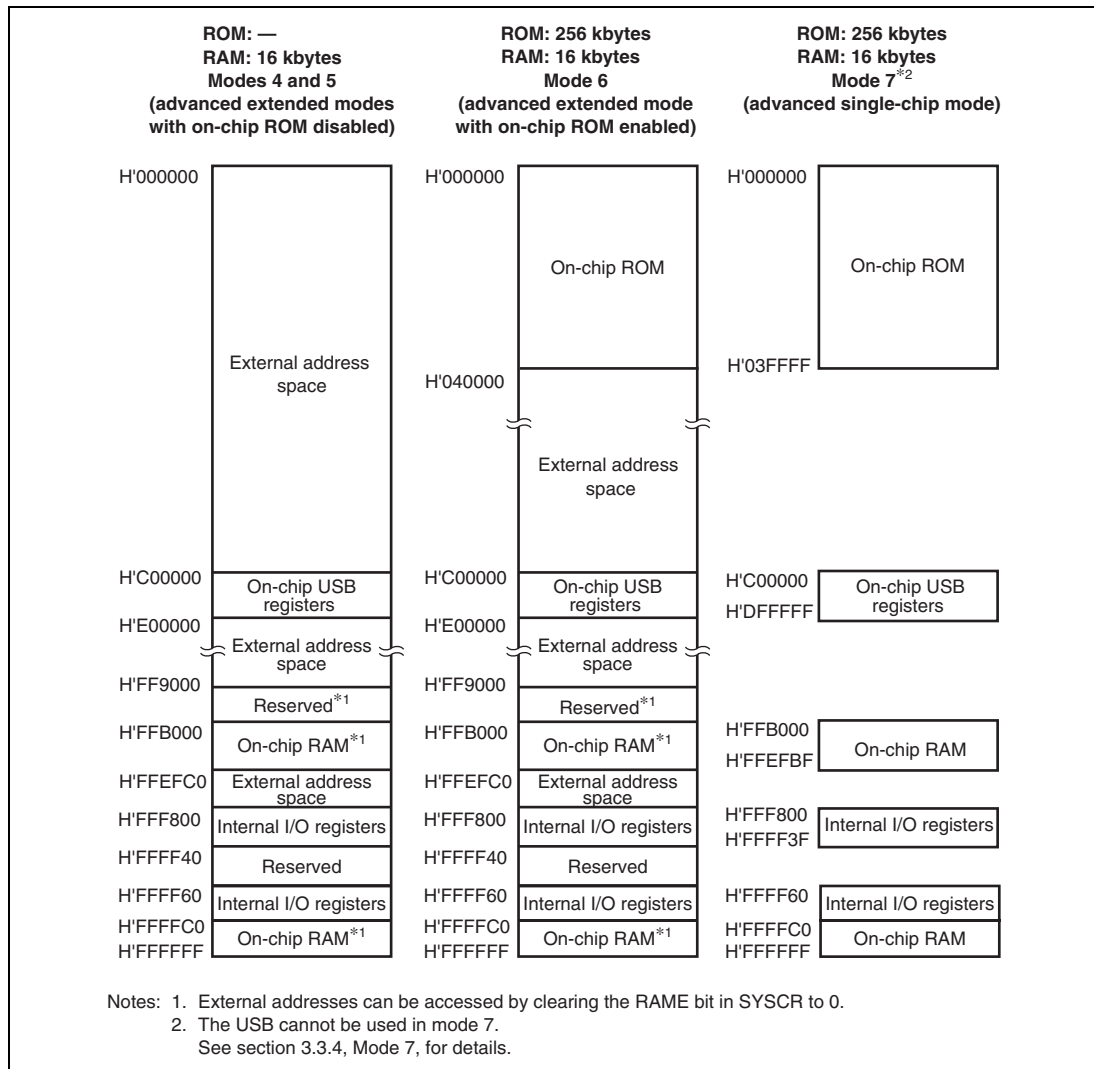 ROM: —
RAM: 16 kbytes
Modes 4 and 5
(advanced extended modes
with on-chip ROM disabled)
H'000000
External address
space
H'C00000
On-chip USB
registers
H'E00000
External address
space
H'FF9000
Reserved*1
H'FFB000
On-chip RAM*1
H'FFEFC0
External address
space
H'FFF800
Internal I/O registers
H'FFFF40
Reserved
H'FFFF60
Internal I/O registers
H'FFFFC0
On-chip RAM*1
H'FFFFFF
ROM: 256 kbytes
RAM: 16 kbytes
Mode 6
(advanced extended mode
with on-chip ROM enabled)
H'000000
On-chip ROM
H'040000
External address
space
H'C00000
On-chip USB
registers
H'E00000
External address
space
H'FF9000
Reserved*1
H'FFB000
On-chip RAM*1
H'FFEFC0
External address
space
H'FFF800
Internal I/O registers
H'FFFF40
Reserved
H'FFFF60
Internal I/O registers
H'FFFFC0
On-chip RAM*1
H'FFFFFF
ROM: 256 kbytes
RAM: 16 kbytes
Mode 7*2
(advanced single-chip mode)
H'000000
On-chip ROM
H'03FFFF
H'C00000
On-chip USB
registers
H'DFFFFF
H'FFB000
On-chip RAM
H'FFEFBF
H'FFF800
Internal I/O registers
H'FFFF3F
H'FFFF60
Internal I/O registers
H'FFFFC0
On-chip RAM
H'FFFFFF
Notes: 1. External addresses can be accessed by clearing the RAME bit in SYSCR to 0.
2. The USB cannot be used in mode 7.
See section 3.3.4, Mode 7, for details.